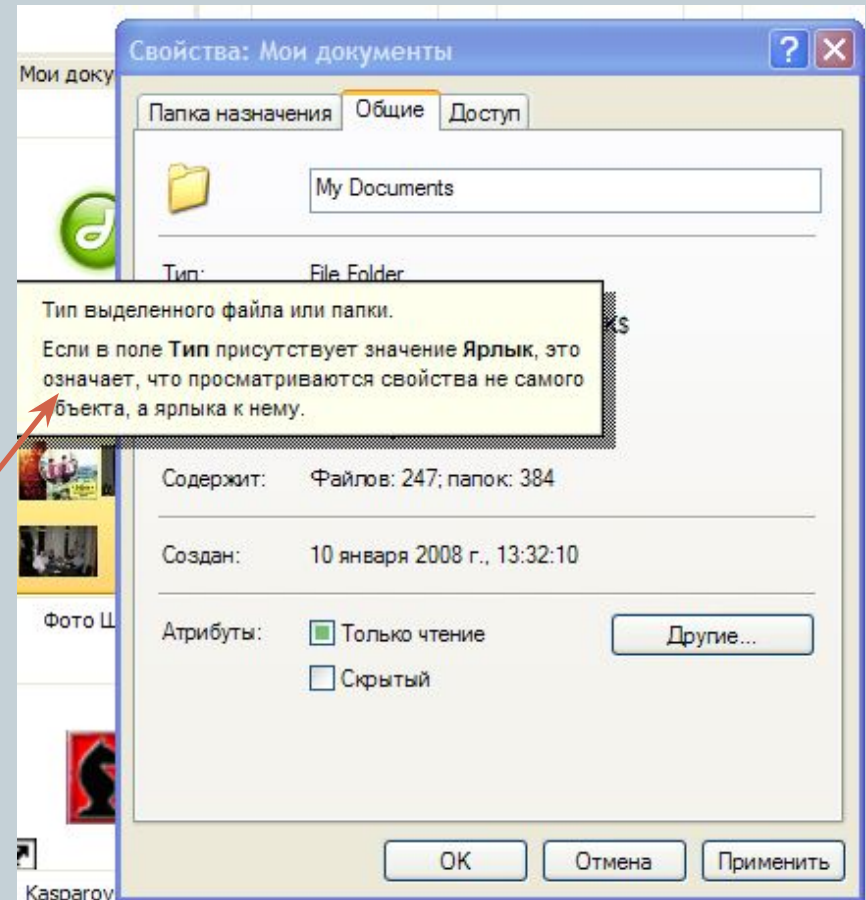 Мои доку
Свойства: Мои документы
Папка назначения Общие Доступ
My Documents
Тип: File Folder
Тип выделенного файла или папки.
Если в поле Тип присутствует значение Ярлык, это
означает, что просматриваются свойства не самого
объекта, а ярлыка к нему.
Содержит: Файлов: 247; папок: 384
Создан: 10 января 2008 г., 13:32:10
Фото Ш
Атрибуты: Только чтение Другие...
Скрытый
OK Отмена Применить
Kasparov